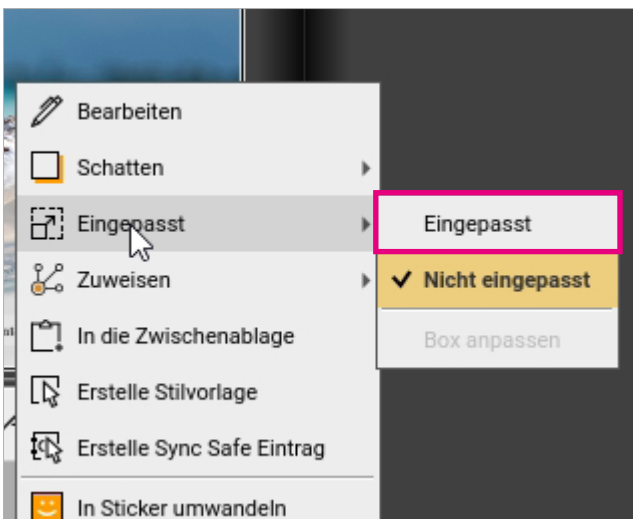 Bearbeiten
Schatten
Eingepasst
Zuweisen
In die Zwischenablage
Erstelle Stilvorlage
Erstelle Sync Safe Eintrag
In Sticker umwandeln
Eingepasst
Nicht eingepasst
Box anpassen